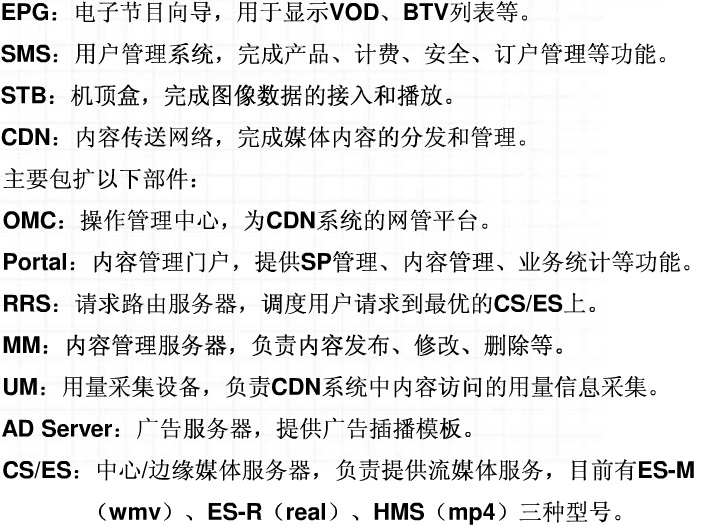 EPG：电子节目向导，用于显示VOD、BTV列表等。
SMS：用户管理系统，完成产品、计费、安全、订户管理等功能。
STB：机顶盒，完成图像数据的接入和播放。
CDN：内容传送网络，完成媒体内容的分发和管理。
主要包扩以下部件：
OMC：操作管理中心，为CDN系统的网管平台。
Portal：内容管理门户，提供SP管理、内容管理、业务统计等功能。
RRS：请求路由服务器，调度用户请求到最优的CS/ES上。
MM：内容管理服务器，负责内容发布、修改、删除等。
UM：用量采集设备，负责CDN系统中内容访问的用量信息采集。
AD Server：广告服务器，提供广告插播模板。
CS/ES：中心/边缘媒体服务器，负责提供流媒体服务，目前有ES-M
（wmv）、ES-R（real）、HMS（mp4）三种型号。